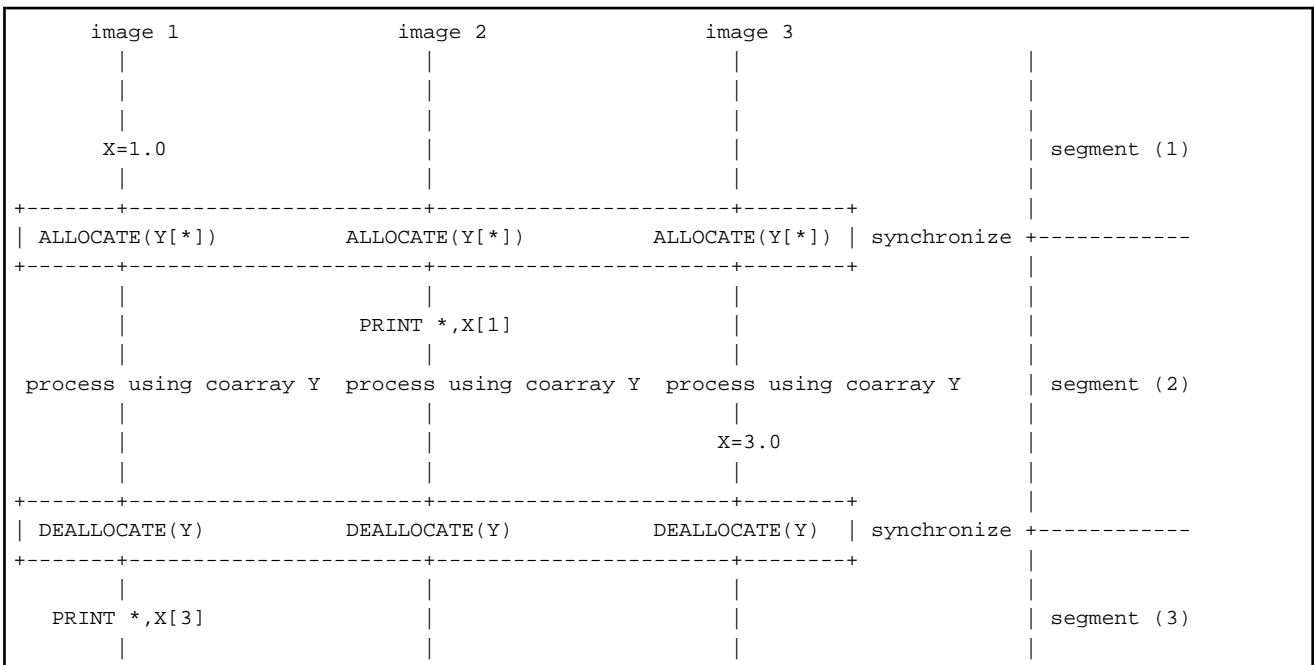 image 1 image 2 image 3
X=1.0 segment (1)
ALLOCATE(Y[*]) ALLOCATE(Y[*]) ALLOCATE(Y[*]) synchronize
PRINT *,X[1]
process using coarray Y process using coarray Y process using coarray Y segment (2)
X=3.0
DEALLOCATE(Y) DEALLOCATE(Y) DEALLOCATE(Y) synchronize
PRINT *,X[3] segment (3)